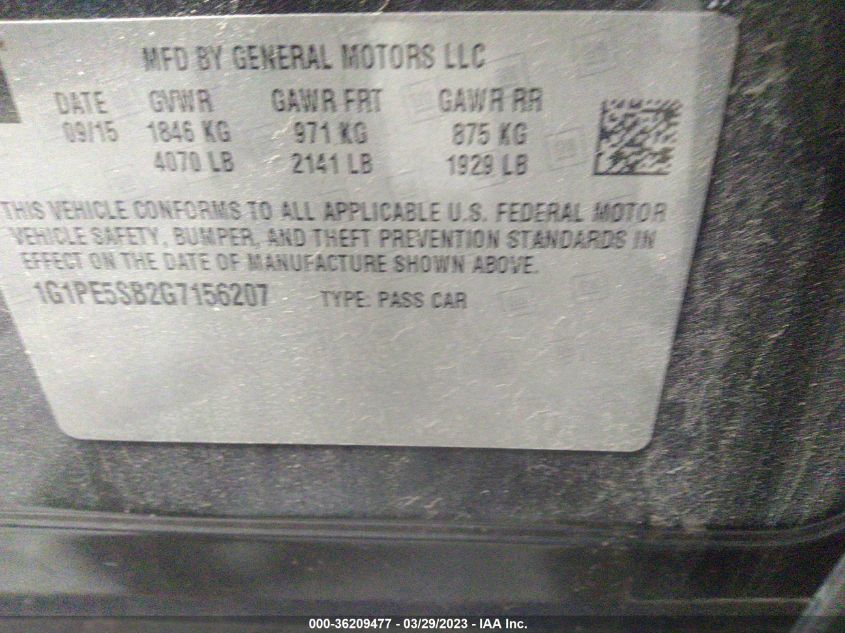 MFD BY GENERAL MOTORS LLC
DATE GVWR GAWR FRT GAWR RR
09/15 1846 KG 971 KG 875 KG
4070 LB 2141 LB 1929 LB
THIS VEHICLE CONFORMS TO ALL APPLICABLE U.S. FEDERAL MOTOR
VEHICLE SAFETY, BUMPER, AND THEFT PREVENTION STANDARDS IN
EFFECT ON THE DATE OF MANUFACTURE SHOWN ABOVE.
1G1PE5SB2G7156207 TYPE: PASS CAR
000-36209477 - 03/29/2023 - IAA Inc.